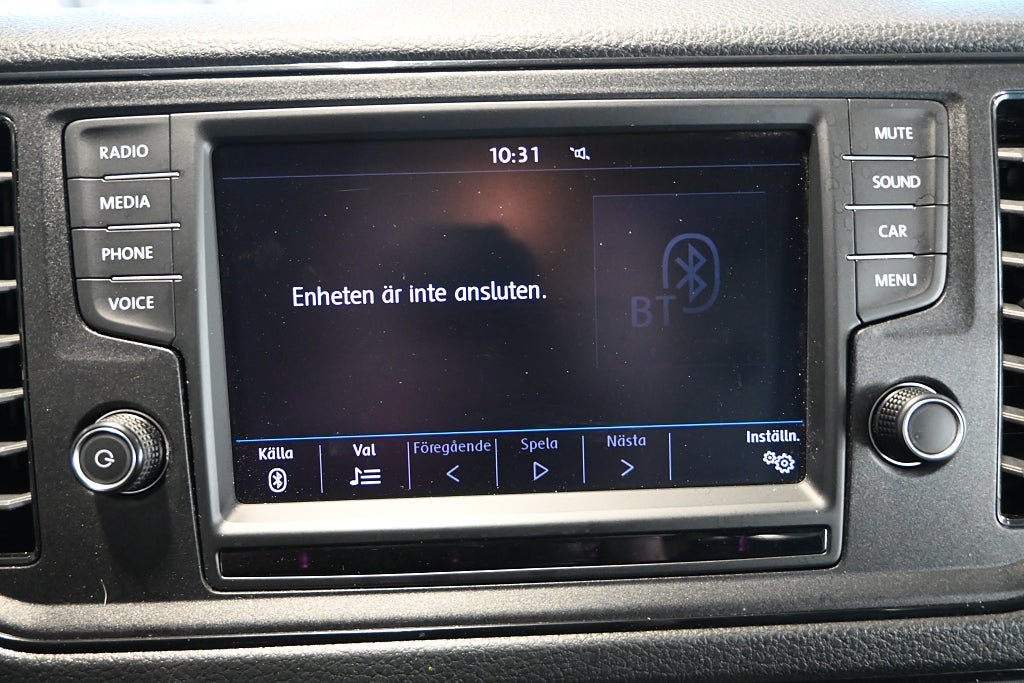 RADIO
MEDIA
PHONE
VOICE
10:31
Enheten är inte ansluten.
BT
Källa
Val
Föregående
Spela
Nästa
Inställn.
MUTE
SOUND
CAR
MENU